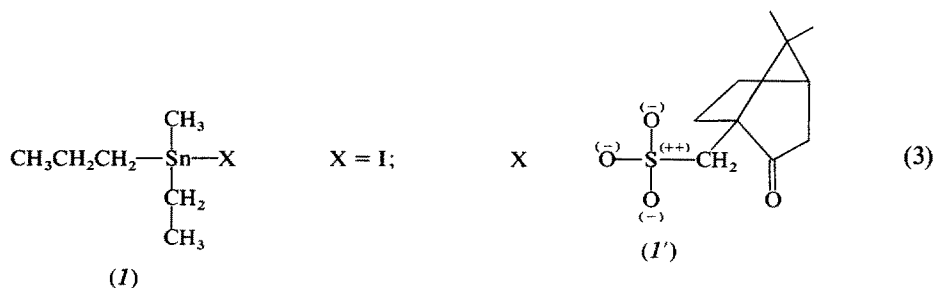 CH₃
CH₃CH₂CH₂—Sn—X
CH₂
CH₃
(1)
X = I;
X
(−)
O
(−)
O—S(++)—CH₂
O
(−)
O
(1′)
(3)